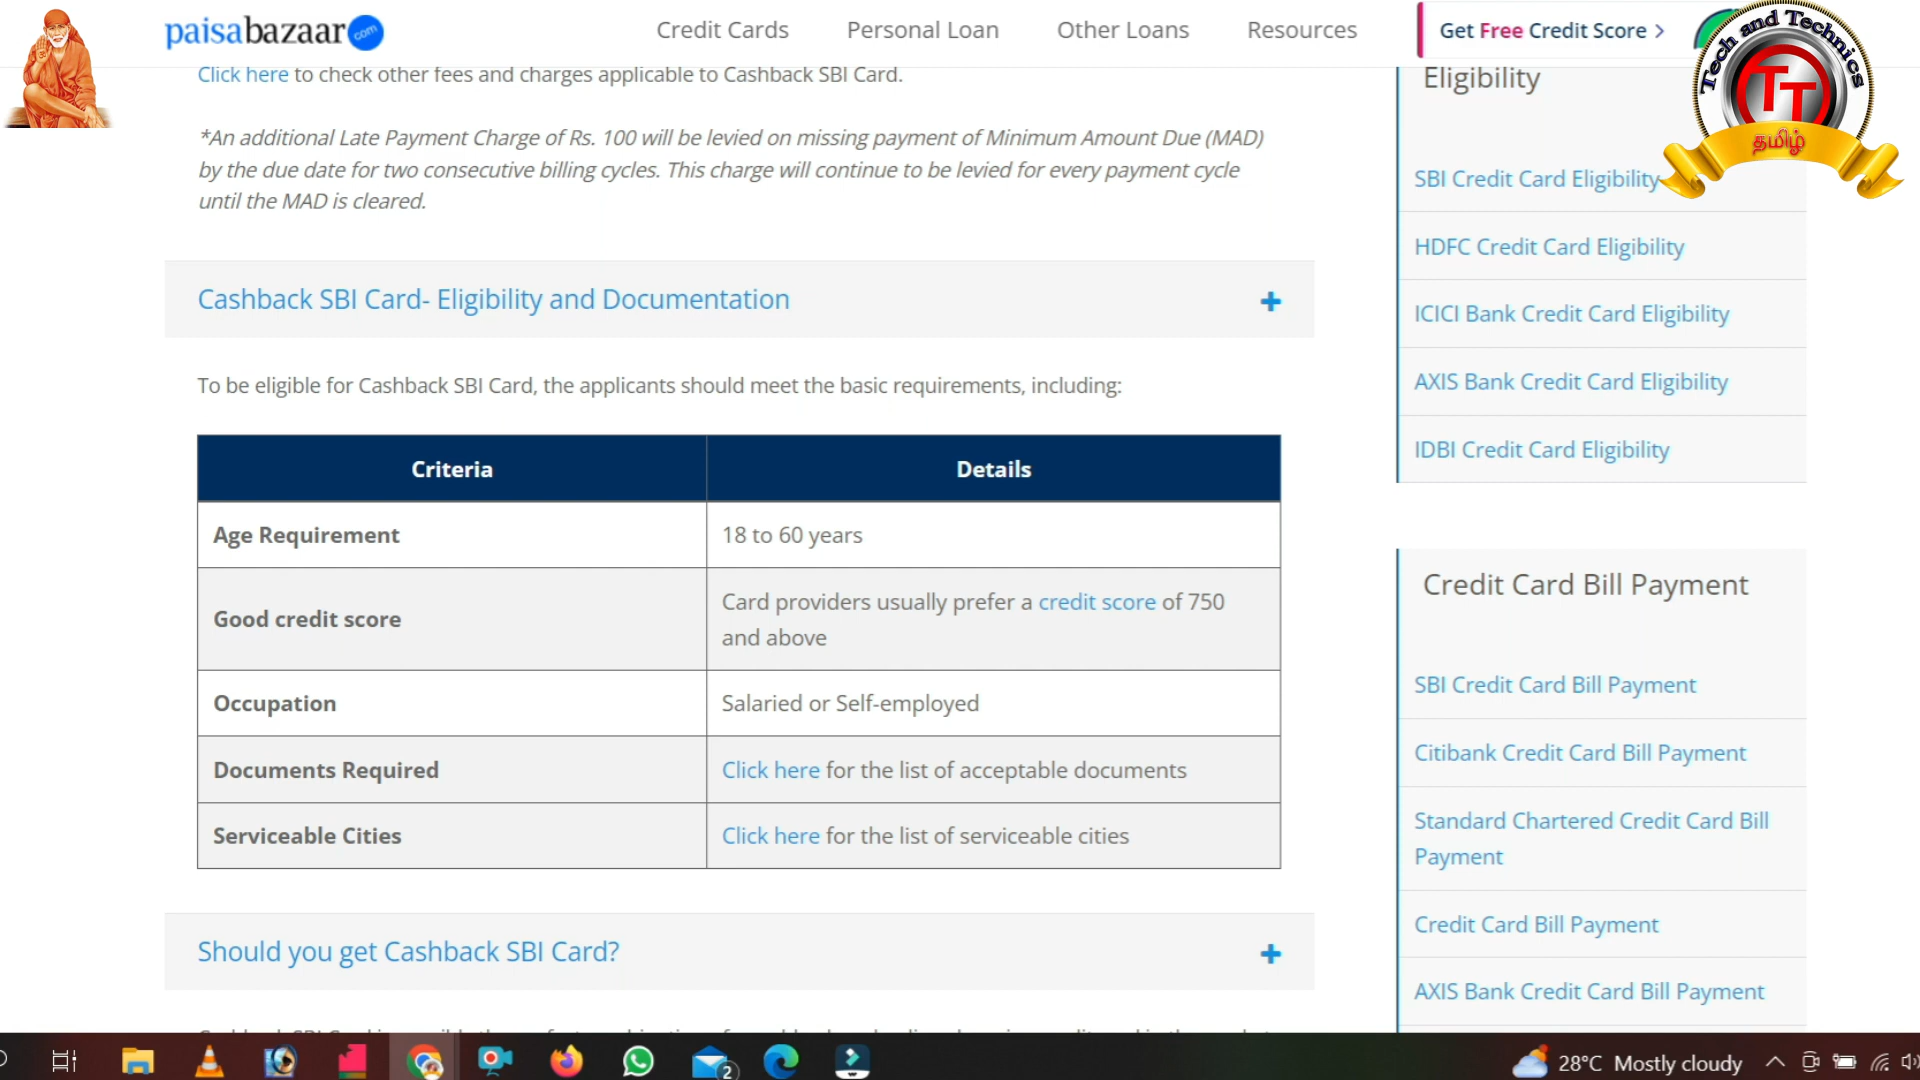 paisabazaar.com
Credit Cards
Personal Loan
Other Loans
Resources
Get Free Credit Score >
Tech and Technics
TT
தமிழ்
Click here to check other fees and charges applicable to Cashback SBI Card.
*An additional Late Payment Charge of Rs. 100 will be levied on missing payment of Minimum Amount Due (MAD)
by the due date for two consecutive billing cycles. This charge will continue to be levied for every payment cycle
until the MAD is cleared.
Cashback SBI Card- Eligibility and Documentation +
To be eligible for Cashback SBI Card, the applicants should meet the basic requirements, including:
Criteria Details
Age Requirement 18 to 60 years
Good credit score Card providers usually prefer a credit score of 750
and above
Occupation Salaried or Self-employed
Documents Required Click here for the list of acceptable documents
Serviceable Cities Click here for the list of serviceable cities
Should you get Cashback SBI Card? +
Eligibility
SBI Credit Card Eligibility
HDFC Credit Card Eligibility
ICICI Bank Credit Card Eligibility
AXIS Bank Credit Card Eligibility
IDBI Credit Card Eligibility
Credit Card Bill Payment
SBI Credit Card Bill Payment
Citibank Credit Card Bill Payment
Standard Chartered Credit Card Bill
Payment
Credit Card Bill Payment
AXIS Bank Credit Card Bill Payment
2
28°C Mostly cloudy